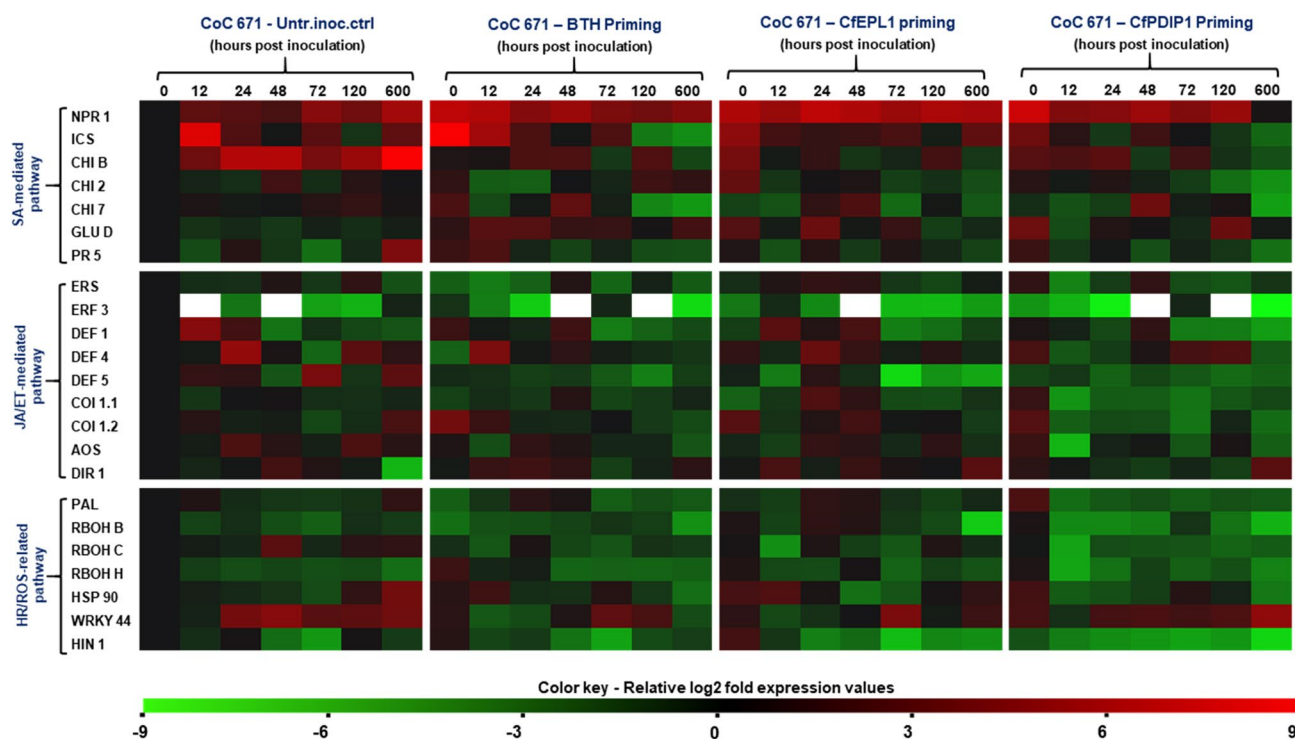 CoC 671 - Untr.inoc.ctrl
(hours post inoculation)
CoC 671 – BTH Priming
(hours post inoculation)
CoC 671 – CfEPL1 priming
(hours post inoculation)
CoC 671 – CfPDIP1 Priming
(hours post inoculation)
0 12 24 48 72 120 600
0 12 24 48 72 120 600
0 12 24 48 72 120 600
0 12 24 48 72 120 600
SA-mediated
pathway
NPR 1
ICS
CHI B
CHI 2
CHI 7
GLU D
PR 5
JA/ET-mediated
pathway
ERS
ERF 3
DEF 1
DEF 4
DEF 5
COI 1.1
COI 1.2
AOS
DIR 1
HR/ROS-related
pathway
PAL
RBOH B
RBOH C
RBOH H
HSP 90
WRKY 44
HIN 1
Color key - Relative log2 fold expression values
-9 -6 -3 0 3 6 9